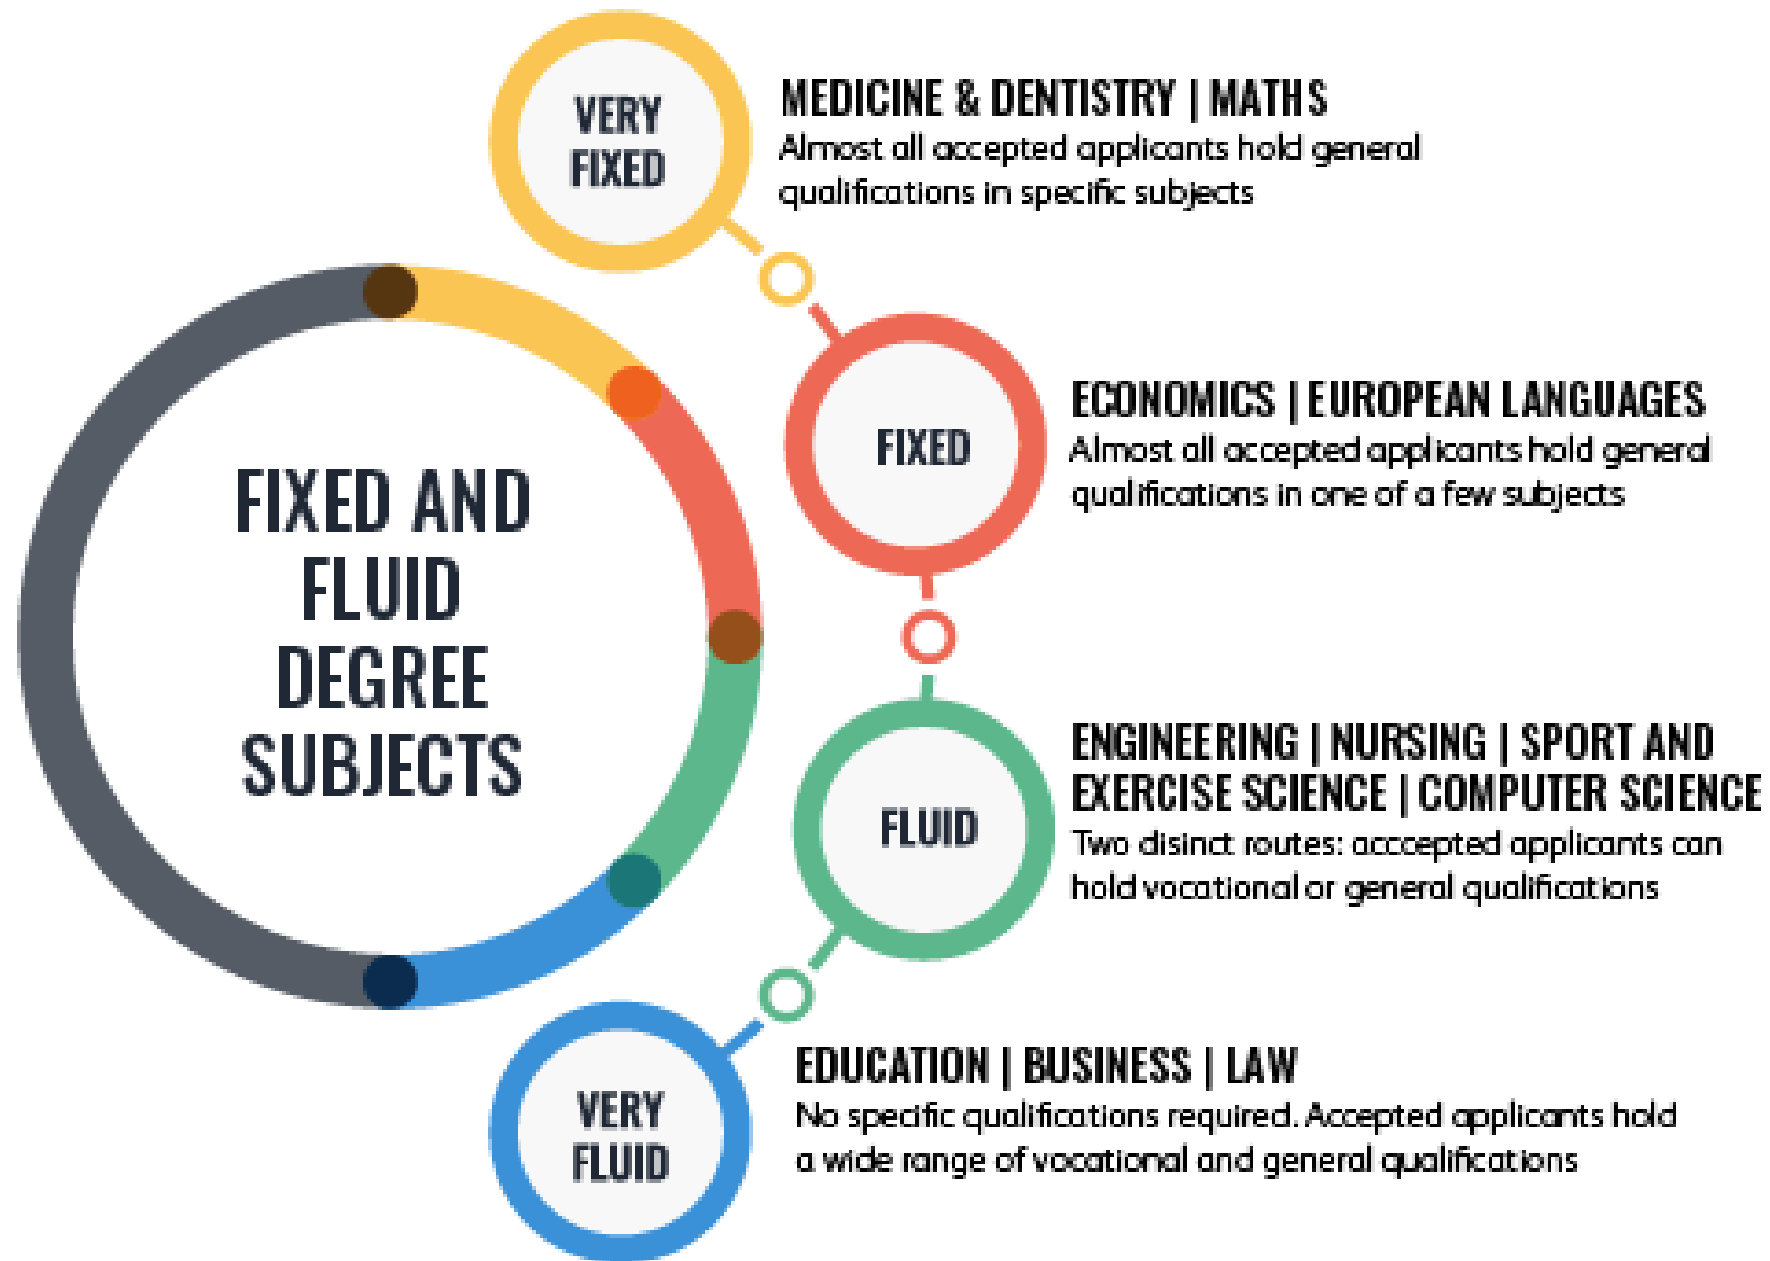 VERY
FIXED
MEDICINE & DENTISTRY | MATHS
Almost all accepted applicants hold general
qualifications in specific subjects
FIXED AND
FLUID
DEGREE
SUBJECTS
FIXED
ECONOMICS | EUROPEAN LANGUAGES
Almost all accepted applicants hold general
qualifications in one of a few subjects
FLUID
ENGINEERING | NURSING | SPORT AND
EXERCISE SCIENCE | COMPUTER SCIENCE
Two disinct routes: acccepted applicants can
hold vocational or general qualifications
VERY
FLUID
EDUCATION | BUSINESS | LAW
No specific qualifications required. Accepted applicants hold
a wide range of vocational and general qualifications